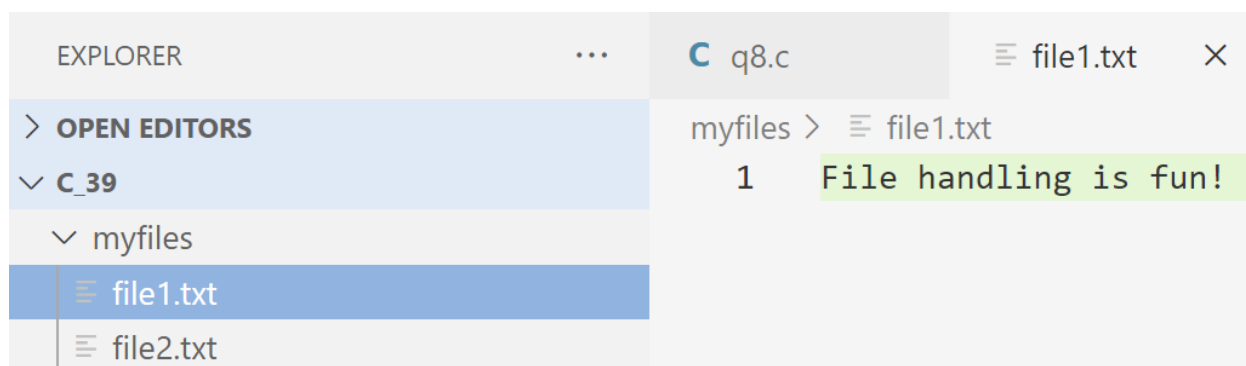 EXPLORER ...
OPEN EDITORS
C_39
myfiles
file1.txt
file2.txt
C q8.c file1.txt ×
myfiles > file1.txt
1 File handling is fun!